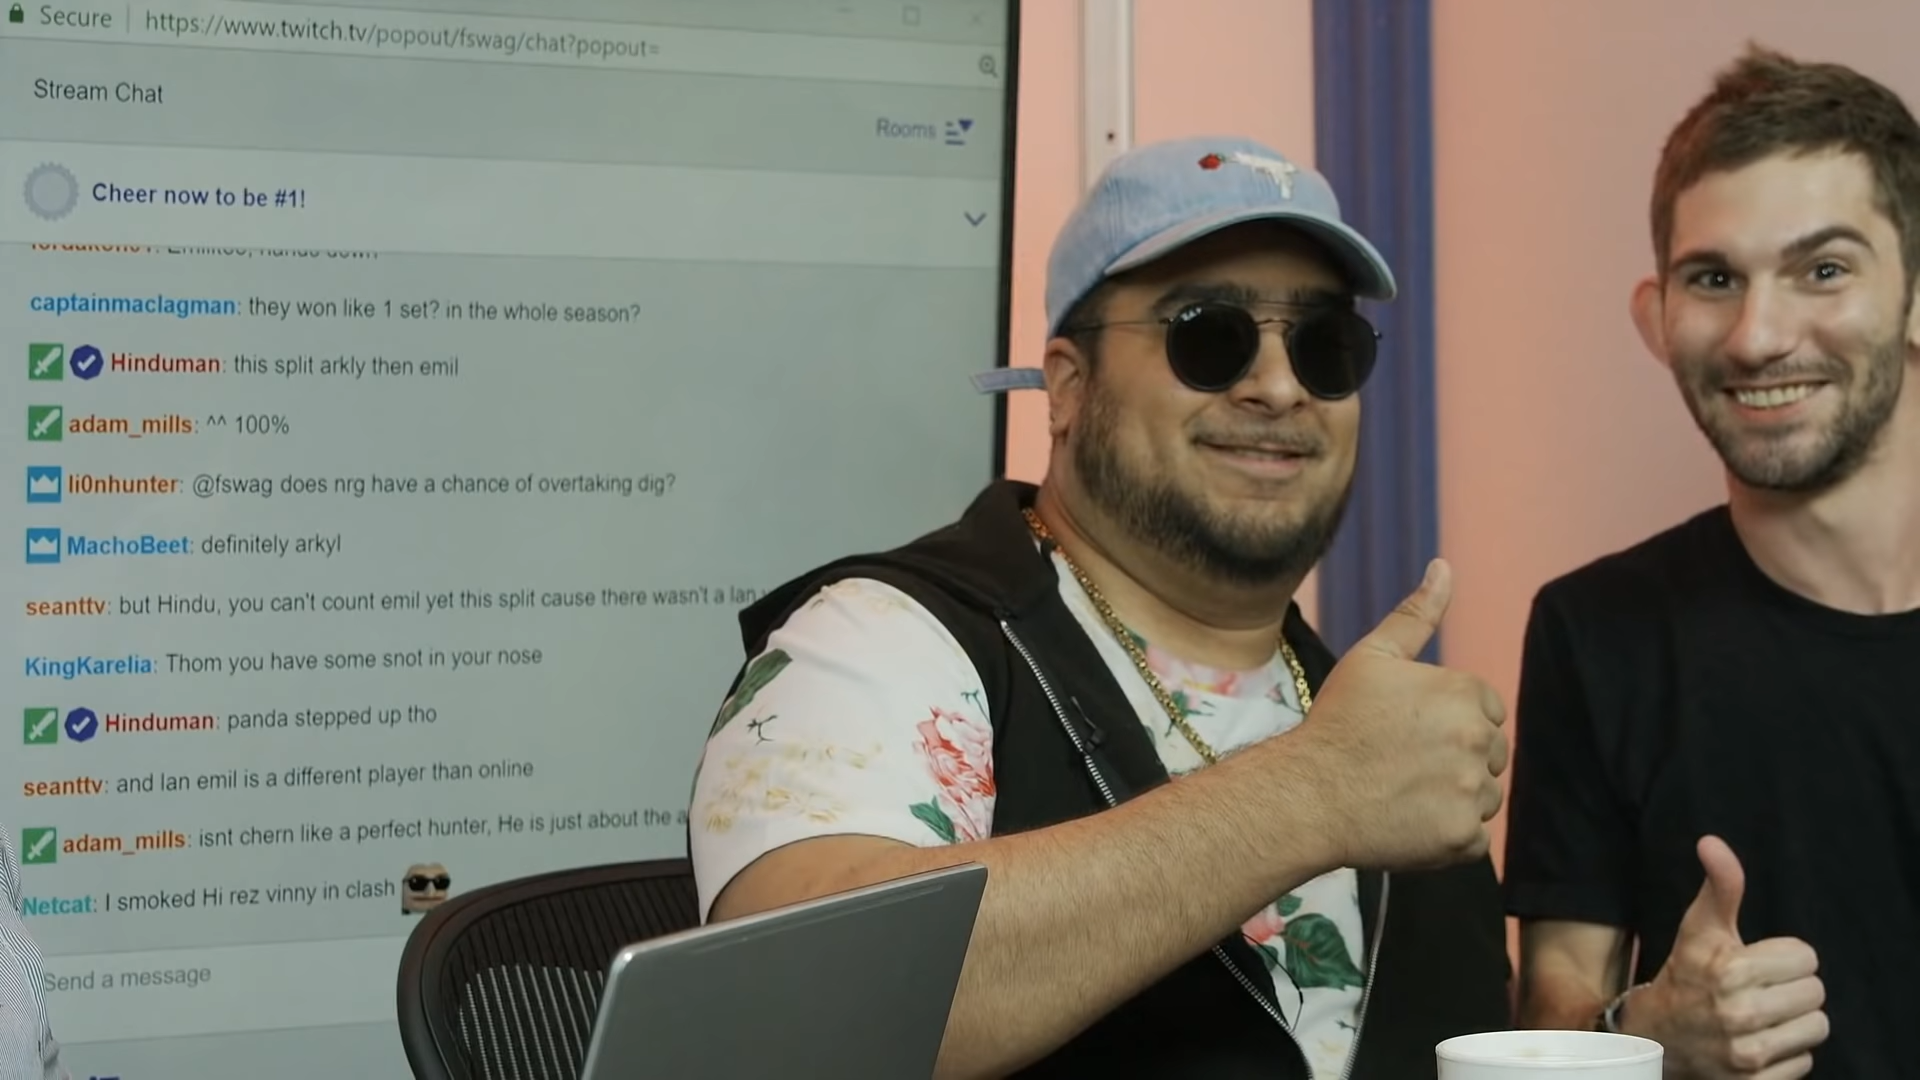 Secure | https://www.twitch.tv/popout/fswag/chat?popout=
Stream Chat
Rooms
Cheer now to be #1!
captainmaclagman: they won like 1 set? in the whole season?
Hinduman: this split arkly then emil
adam_mills: ^^ 100%
li0nhunter: @fswag does nrg have a chance of overtaking dig?
MachoBeet: definitely arkyl
seanttv: but Hindu, you can't count emil yet this split cause there wasn't a lan
KingKarelia: Thom you have some snot in your nose
Hinduman: panda stepped up tho
seanttv: and lan emil is a different player than online
adam_mills: isnt chern like a perfect hunter, He is just about the a
Netcat: I smoked Hi rez vinny in clash
Send a message